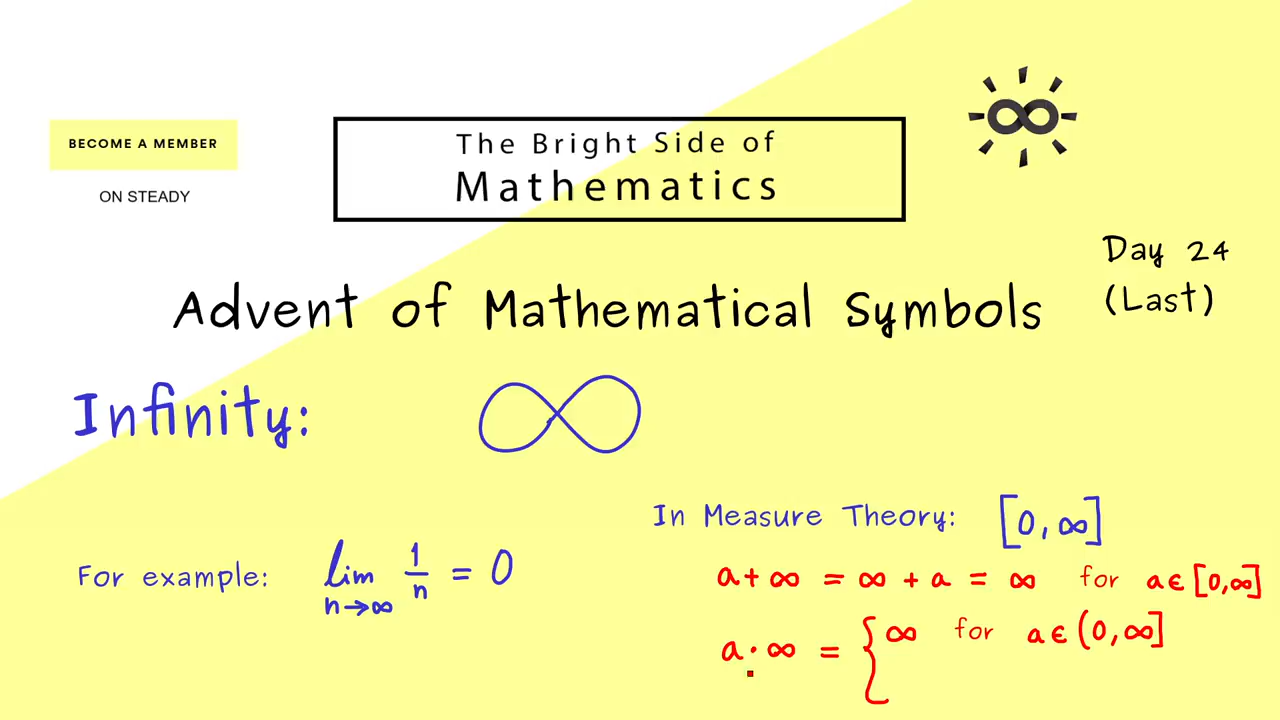 BECOME A MEMBER
ON STEADY
The Bright Side of
Mathematics
Day 24
(Last)
Advent of Mathematical Symbols
Infinity: ∞
In Measure Theory: [0, ∞]
For example: lim n→∞ 1/n = 0
a + ∞ = ∞ + a = ∞ for a ∈ [0, ∞]
a · ∞ = { ∞ for a ∈ (0, ∞]